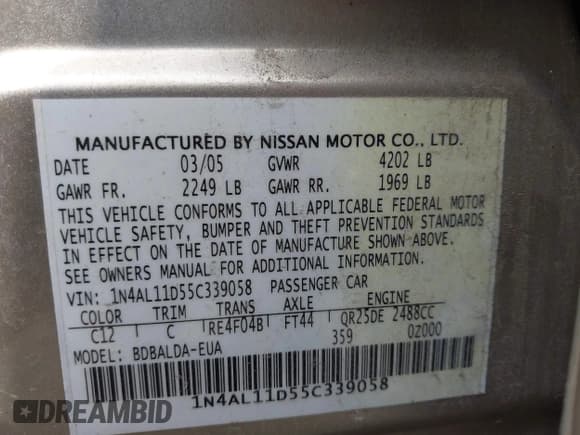 MANUFACTURED BY NISSAN MOTOR CO., LTD.
DATE 03/05 GVWR 4202 LB
GAWR FR. 2249 LB GAWR RR. 1969 LB
THIS VEHICLE CONFORMS TO ALL APPLICABLE FEDERAL MOTOR
VEHICLE SAFETY, BUMPER AND THEFT PREVENTION STANDARDS
IN EFFECT ON THE DATE OF MANUFACTURE SHOWN ABOVE.
SEE OWNERS MANUAL FOR ADDITIONAL INFORMATION.
VIN: 1N4AL11D55C339058 PASSENGER CAR
COLOR TRIM TRANS AXLE ENGINE
C12 C RE4F04B FT44 QR25DE 2488CC
MODEL: BDBALDA-EUA 359 0Z000
1N4AL11D55C339058
DREAMBID